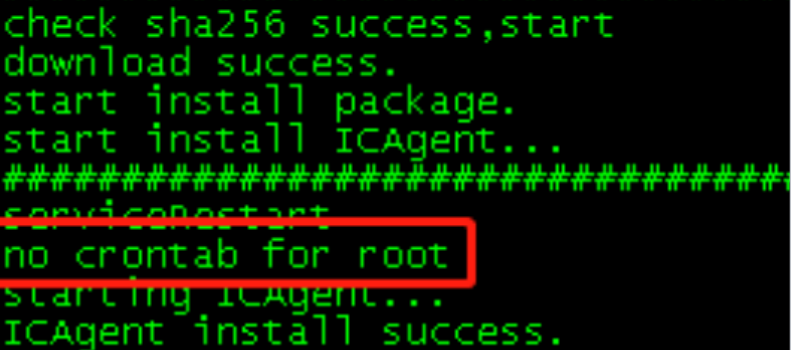 check sha256 success,start
download success.
start install package.
start install ICAgent...
##################################
serviceRestart
no crontab for root
starting ICAgent...
ICAgent install success.